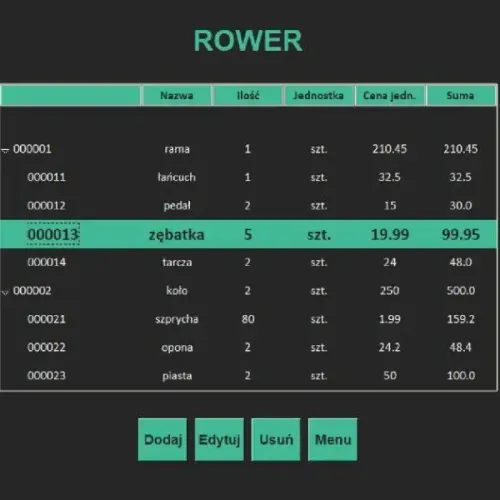 ROWER
Nazwa Ilość Jednostka Cena jedn. Suma
000001 rama 1 szt. 210.45 210.45
000011 łańcuch 1 szt. 32.5 32.5
000012 pedał 2 szt. 15 30.0
000013 zębatka 5 szt. 19.99 99.95
000014 tarcza 2 szt. 24 48.0
000002 koło 2 szt. 250 500.0
000021 szprycha 80 szt. 1.99 159.2
000022 opona 2 szt. 24.2 48.4
000023 piasta 2 szt. 50 100.0
Dodaj Edytuj Usuń Menu